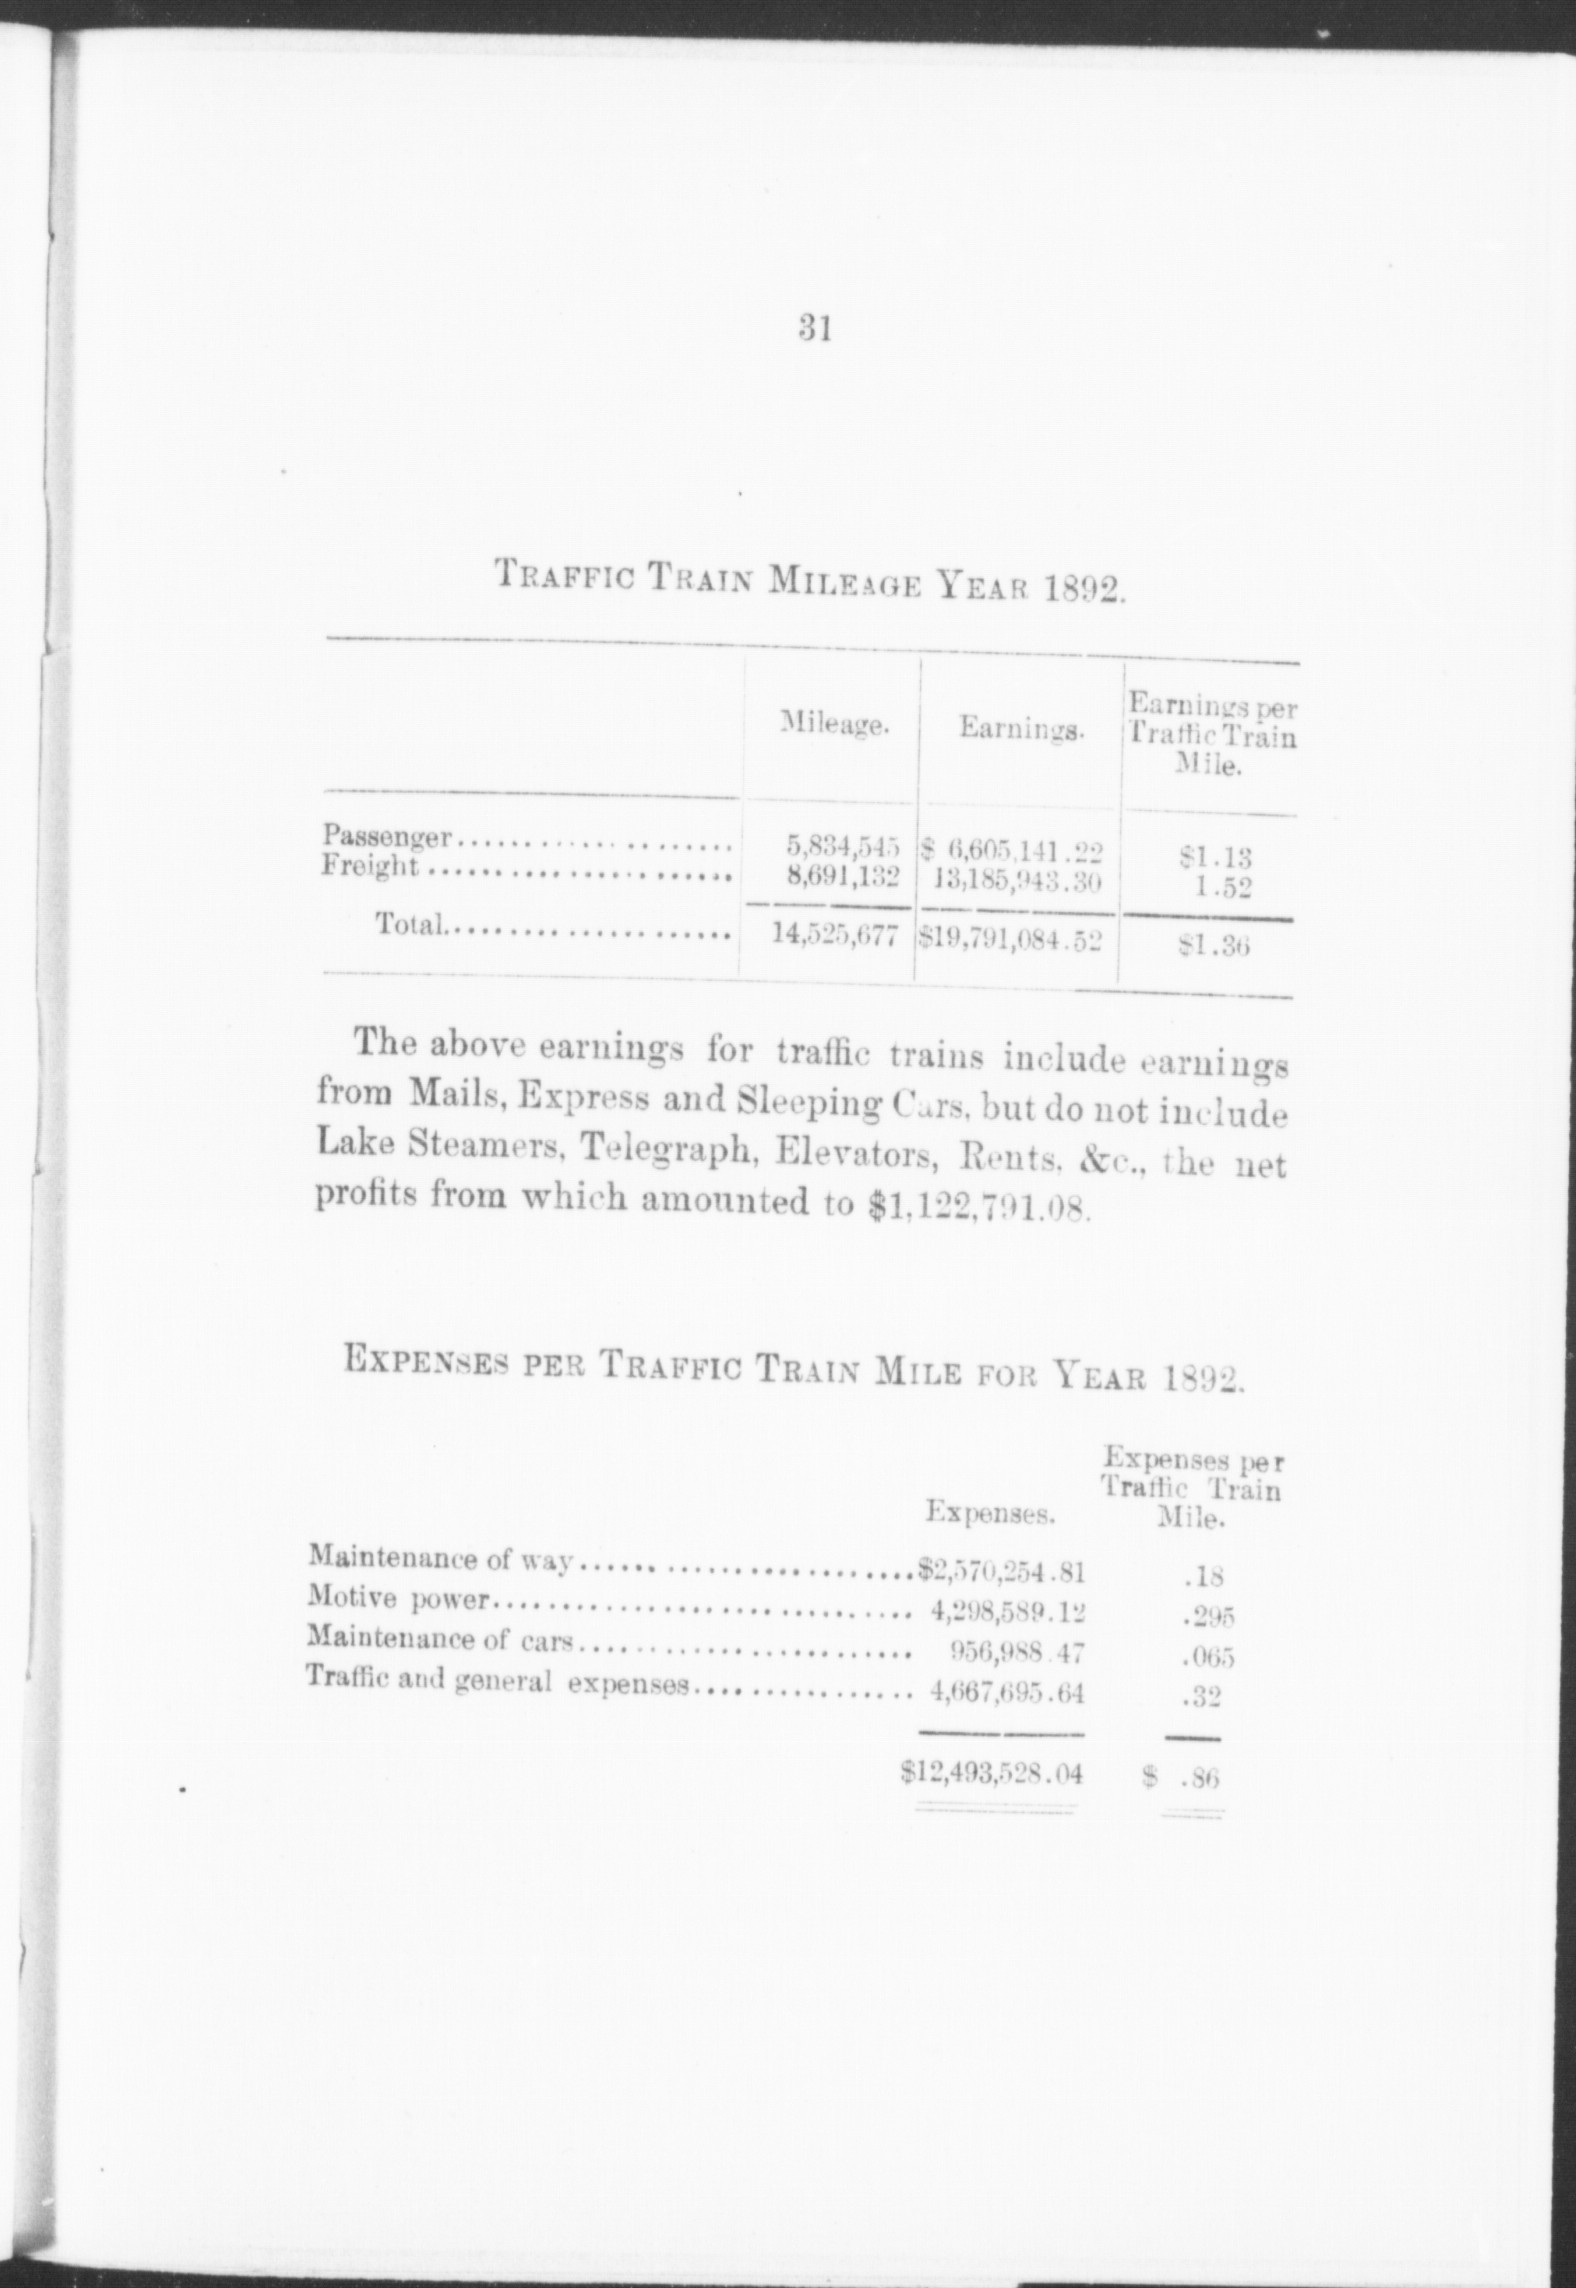 31
TRAFFIC TRAIN MILEAGE YEAR 1892.
Mileage. Earnings. Earnings per
Traffic Train
Mile.
Passenger..................... 5,834,545 $ 6,605,141.22 $1.13
Freight....................... 8,691,132 13,185,943.30 1.52
Total..................... 14,525,677 $19,791,084.52 $1.36
The above earnings for traffic trains include earnings
from Mails, Express and Sleeping Cars, but do not include
Lake Steamers, Telegraph, Elevators, Rents, &c., the net
profits from which amounted to $1,122,791.08.
EXPENSES PER TRAFFIC TRAIN MILE FOR YEAR 1892.
Expenses per
Traffic Train
Expenses. Mile.
Maintenance of way........................$2,570,254.81 .18
Motive power.............................. 4,298,589.12 .295
Maintenance of cars........................ 956,988.47 .065
Traffic and general expenses................ 4,667,695.64 .32
$12,493,528.04 $ .86